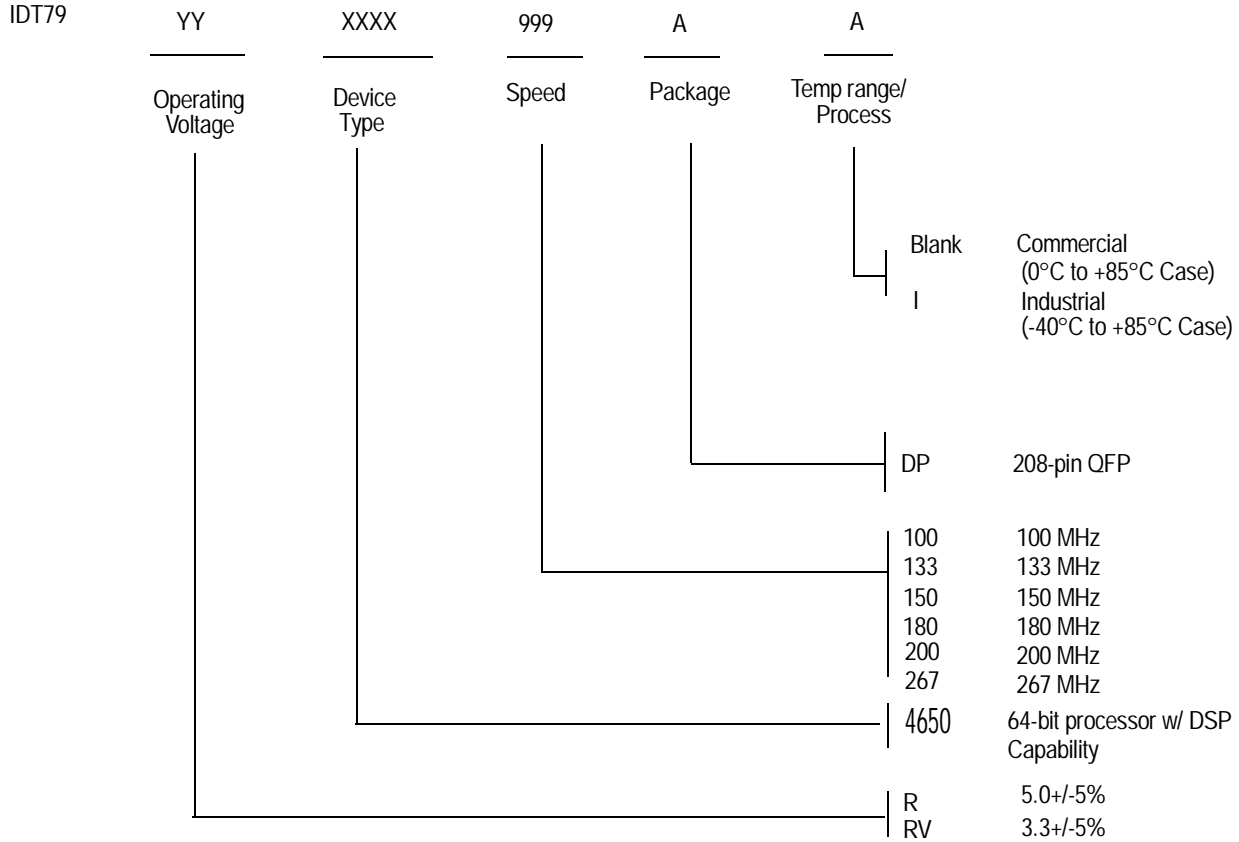 IDT79 YY XXXX 999 A A
Operating Voltage
Device Type
Speed
Package
Temp range/ Process
Blank Commercial
(0°C to +85°C Case)
I Industrial
(-40°C to +85°C Case)
DP 208-pin QFP
100 100 MHz
133 133 MHz
150 150 MHz
180 180 MHz
200 200 MHz
267 267 MHz
4650 64-bit processor w/ DSP
Capability
R 5.0+/-5%
RV 3.3+/-5%